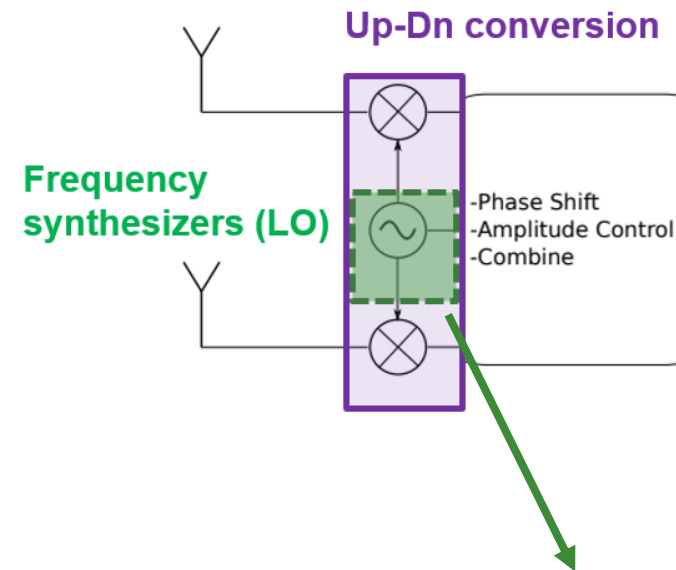 Up-Dn conversion
Frequency
synthesizers (LO)
-Phase Shift
-Amplitude Control
-Combine